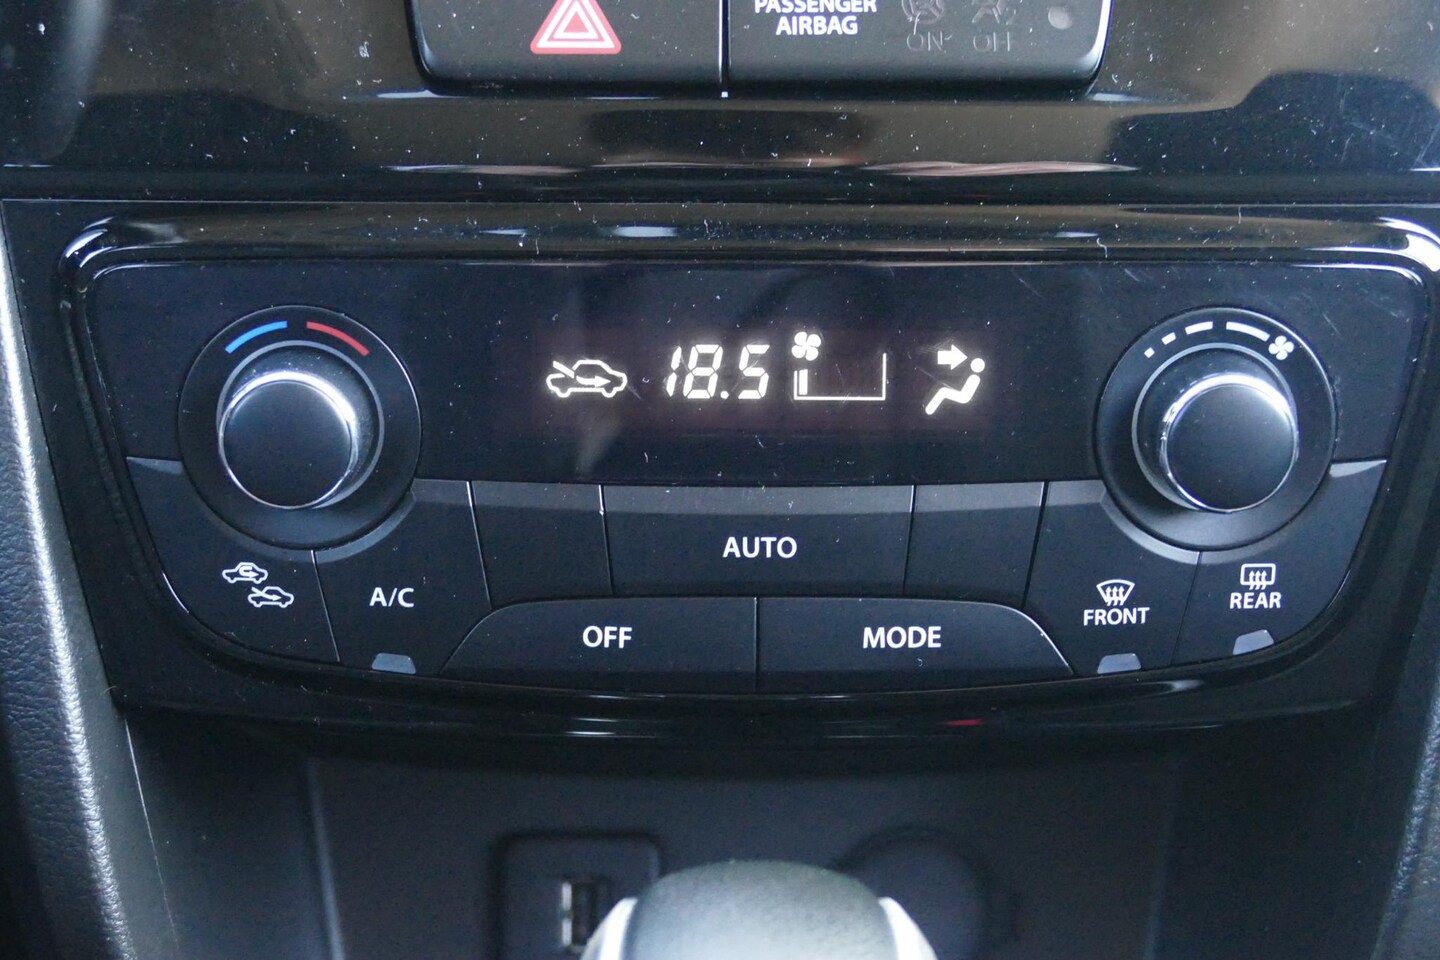 PASSENGER
AIRBAG
ON OFF
18.5
AUTO
A/C
OFF
MODE
FRONT
REAR